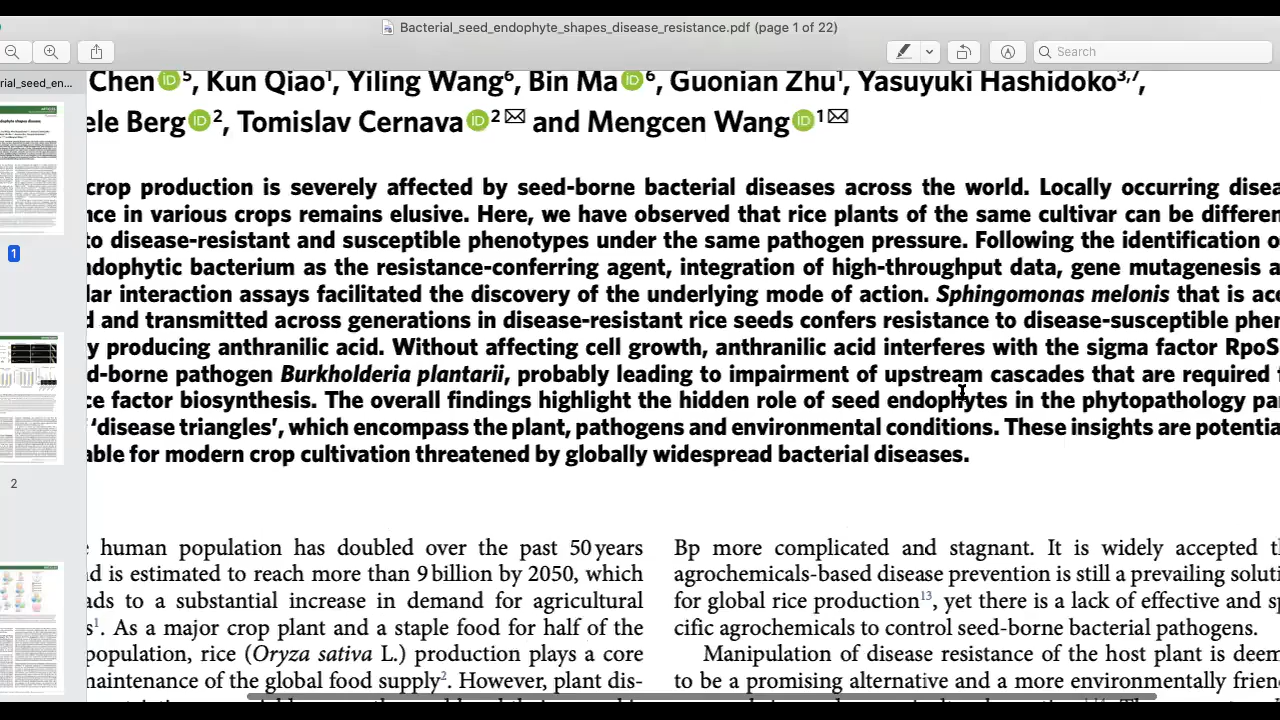 Bacterial_seed_endophyte_shapes_disease_resistance.pdf (page 1 of 22)
Search
rial_seed_en...
Chen iD 5, Kun Qiao1, Yiling Wang6, Bin Ma iD 6, Guonian Zhu1, Yasuyuki Hashidoko3,7,
ele Berg iD 2, Tomislav Cernava iD 2✉ and Mengcen Wang iD 1✉
crop production is severely affected by seed-borne bacterial diseases across the world. Locally occurring disea
nce in various crops remains elusive. Here, we have observed that rice plants of the same cultivar can be differen
to disease-resistant and susceptible phenotypes under the same pathogen pressure. Following the identification o
ndophytic bacterium as the resistance-conferring agent, integration of high-throughput data, gene mutagenesis a
lar interaction assays facilitated the discovery of the underlying mode of action. Sphingomonas melonis that is acc
d and transmitted across generations in disease-resistant rice seeds confers resistance to disease-susceptible phen
y producing anthranilic acid. Without affecting cell growth, anthranilic acid interferes with the sigma factor RpoS
d-borne pathogen Burkholderia plantarii, probably leading to impairment of upstream cascades that are required f
ce factor biosynthesis. The overall findings highlight the hidden role of seed endophytes in the phytopathology par
f 'disease triangles', which encompass the plant, pathogens and environmental conditions. These insights are potentia
able for modern crop cultivation threatened by globally widespread bacterial diseases.
1
2
e human population has doubled over the past 50 years
nd is estimated to reach more than 9 billion by 2050, which
ads to a substantial increase in demand for agricultural
s1. As a major crop plant and a staple food for half of the
population rice (Oryza sativa L.) production plays a core
maintenance of the global food supply2. However, plant dis-
Bp more complicated and stagnant. It is widely accepted th
agrochemicals-based disease prevention is still a prevailing soluti
for global rice production13, yet there is a lack of effective and sp
cific agrochemicals to control seed-borne bacterial pathogens.
Manipulation of disease resistance of the host plant is deem
to be a promising alternative and a more environmentally frien